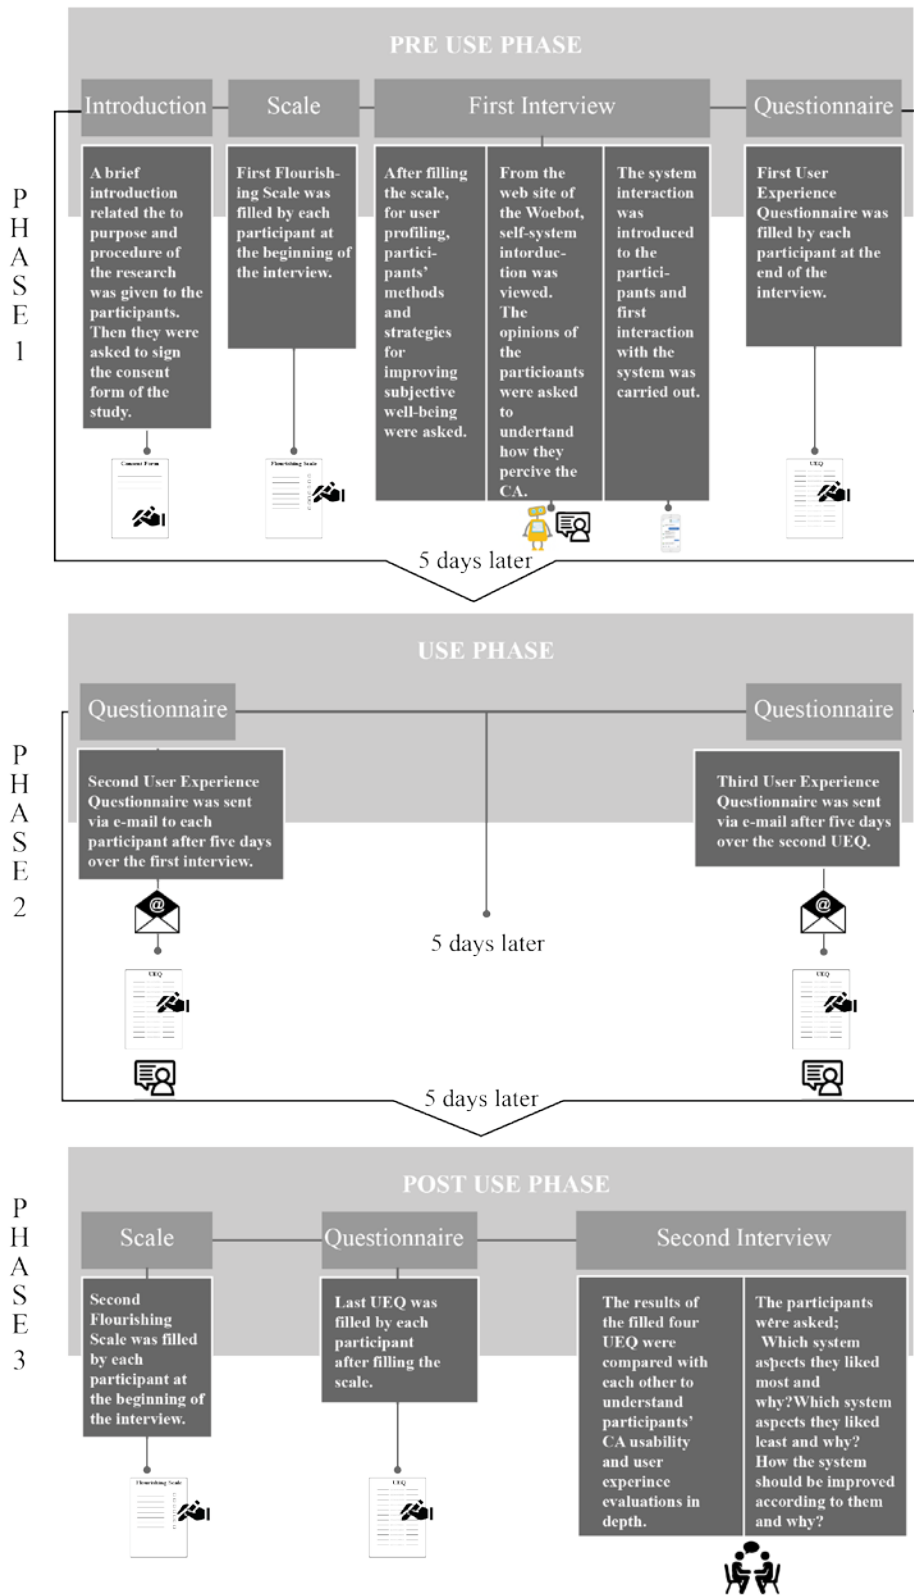 PRE USE PHASE
PHASE 1
Introduction
Scale
First Interview
Questionnaire
A brief
introduction
related the to
purpose and
procedure of
the research
was given to the
participants.
Then they were
asked to sign
the consent
form of the
study.
First Flourish-
ing Scale was
filled by each
participant at
the beginning of
the interview.
After filling
the scale,
for user
profiling,
partici-
pants'
methods
and
strategies
for
improving
subjective
well-being
were asked.
From the
web site of
the Woebot,
self-system
intorduc-
tion was
viewed.
The
opinions of
the
particioants
were asked
to
undertand
how they
percive the
CA.
The system
interaction
was
introduced
to the
partici-
pants and
first
interaction
with the
system was
carried out.
First User
Experience
Questionnaire was
filled by each
participant at the
end of the
interview.
Consent Form
Flourishing Scale
UEQ
5 days later
USE PHASE
PHASE 2
Questionnaire
Questionnaire
Second User Experience
Questionnaire was sent
via e-mail to each
participant after five days
over the first interview.
Third User Experience
Questionnaire was sent
via e-mail after five days
over the second UEQ.
@
@
5 days later
UEQ
UEQ
5 days later
POST USE PHASE
PHASE 3
Scale
Questionnaire
Second Interview
Second
Flourishing
Scale was filled
by each
participant at
the beginning of
the interview.
Last UEQ was
filled by each
participant
after filling the
scale.
The results of
the filled four
UEQ were
compared with
each other to
understand
participants'
CA usability
and user
experince
evaluations in
depth.
The participants
were asked;
Which system
aspects they liked
most and
why?Which system
aspects they liked
least and why?
How the system
should be improved
according to them
and why?
Flourishing Scale
UEQ